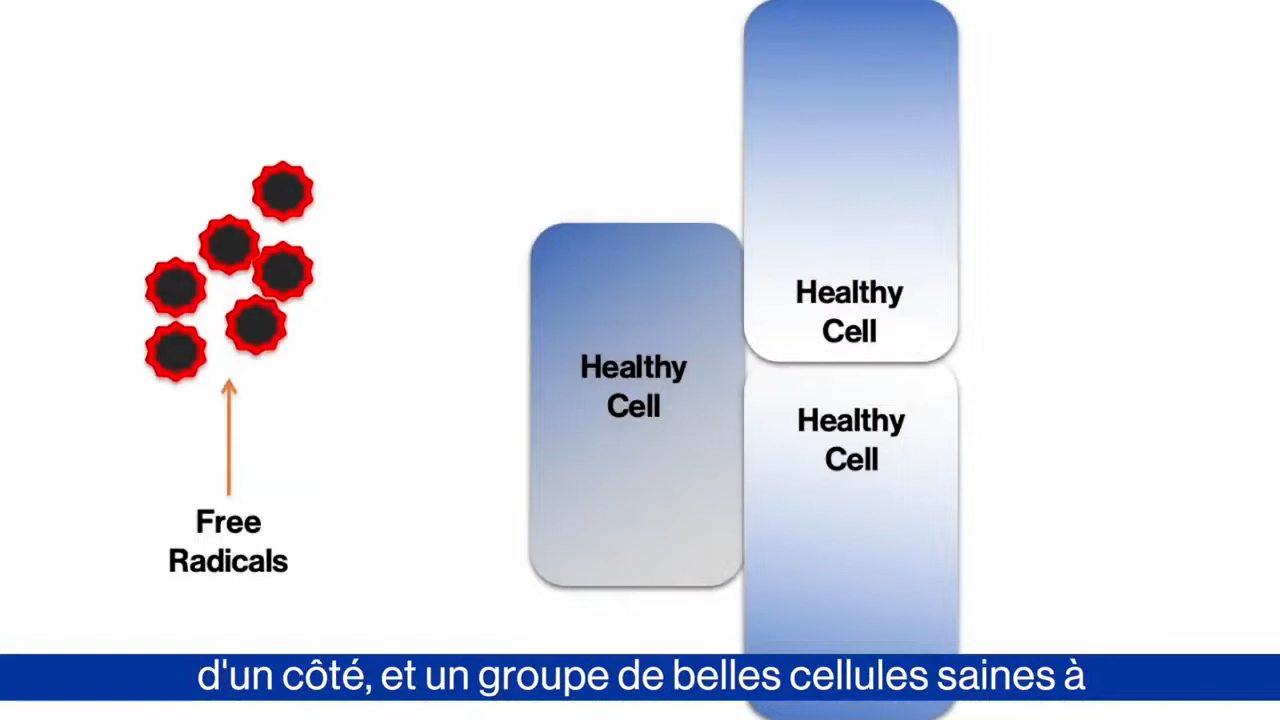 Healthy
Cell
Healthy
Cell
Healthy
Cell
Free
Radicals
d'un côté, et un groupe de belles cellules saines à